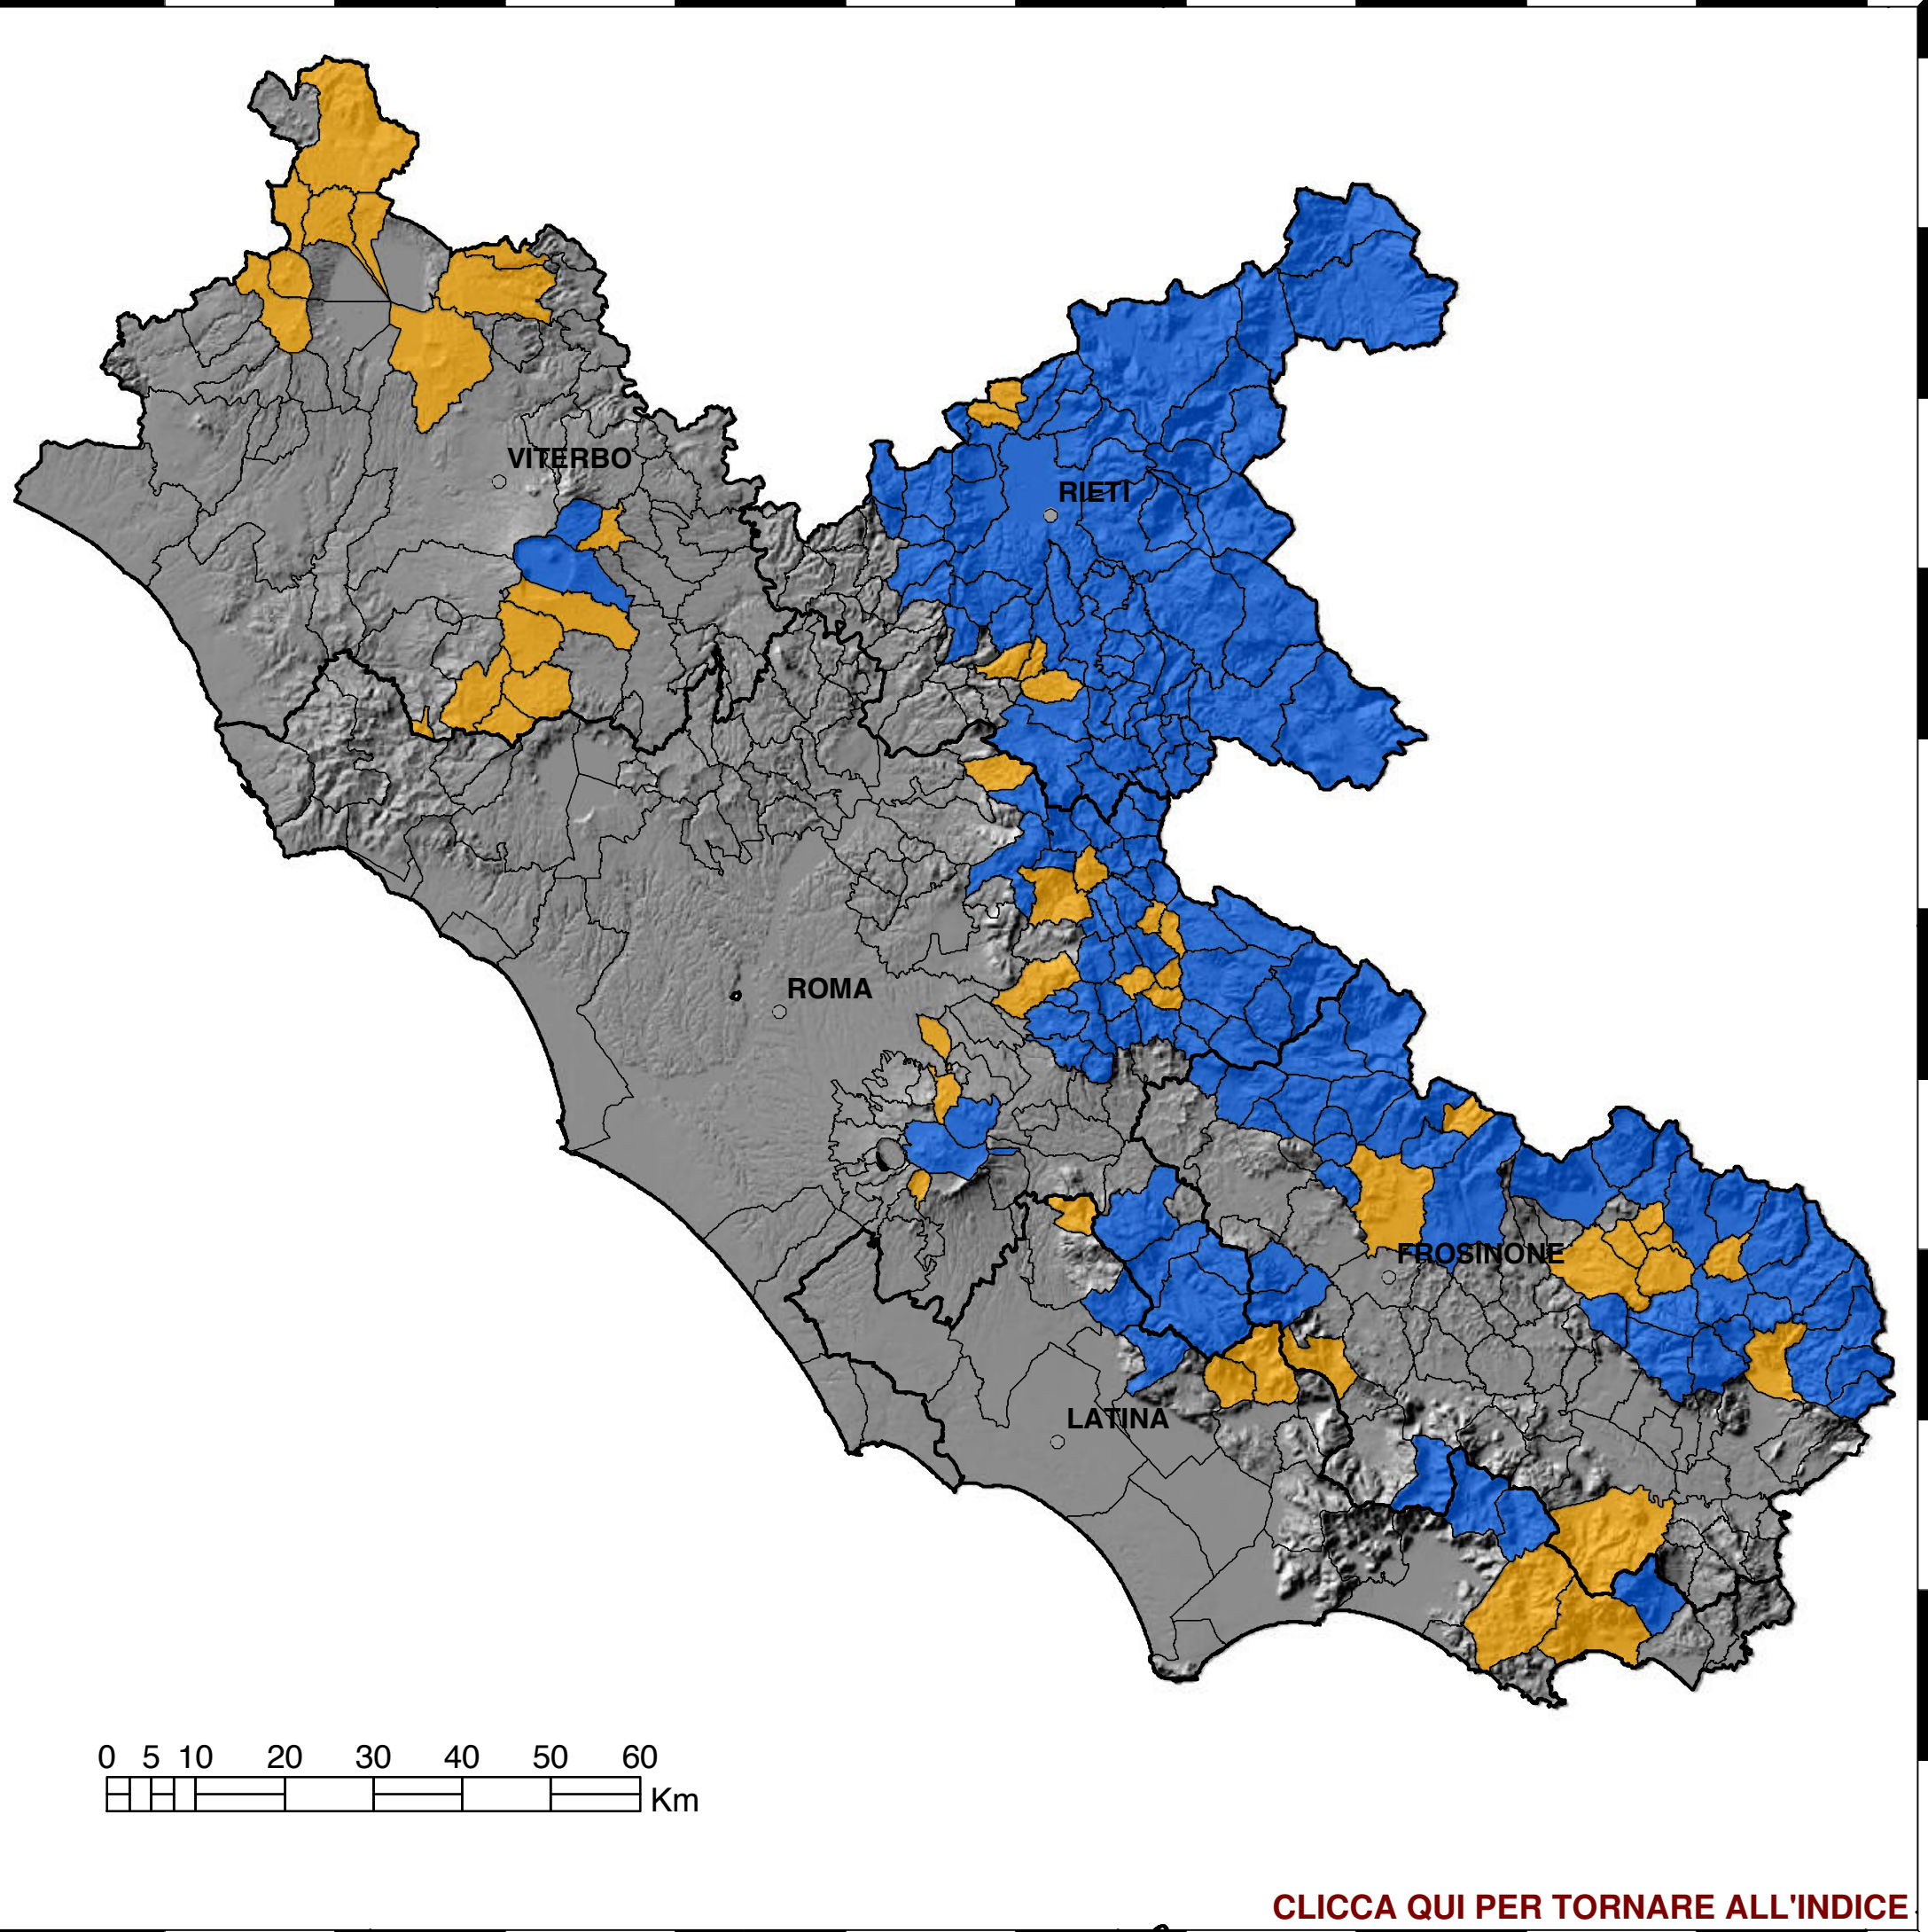 VITERBO
RIETI
ROMA
FROSINONE
LATINA
0 5 10 20 30 40 50 60
Km
CLICCA QUI PER TORNARE ALL'INDICE